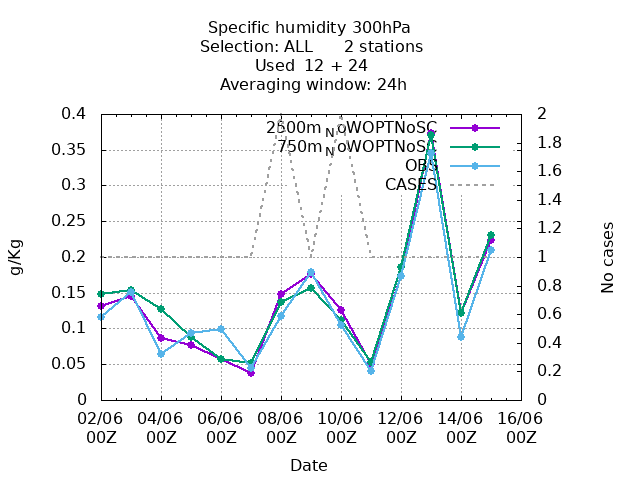 Specific humidity 300hPa
Selection: ALL 2 stations
Used 12 + 24
Averaging window: 24h
0.4
0.35
0.3
0.25
0.2
0.15
0.1
0.05
0
2
1.8
1.6
1.4
1.2
1
0.8
0.6
0.4
0.2
0
2500mNoWOPTNoSC
750mNoWOPTNoSC
OBS
CASES
g/Kg
No cases
02/06 04/06 06/06 08/06 10/06 12/06 14/06 16/06
00Z 00Z 00Z 00Z 00Z 00Z 00Z 00Z
Date